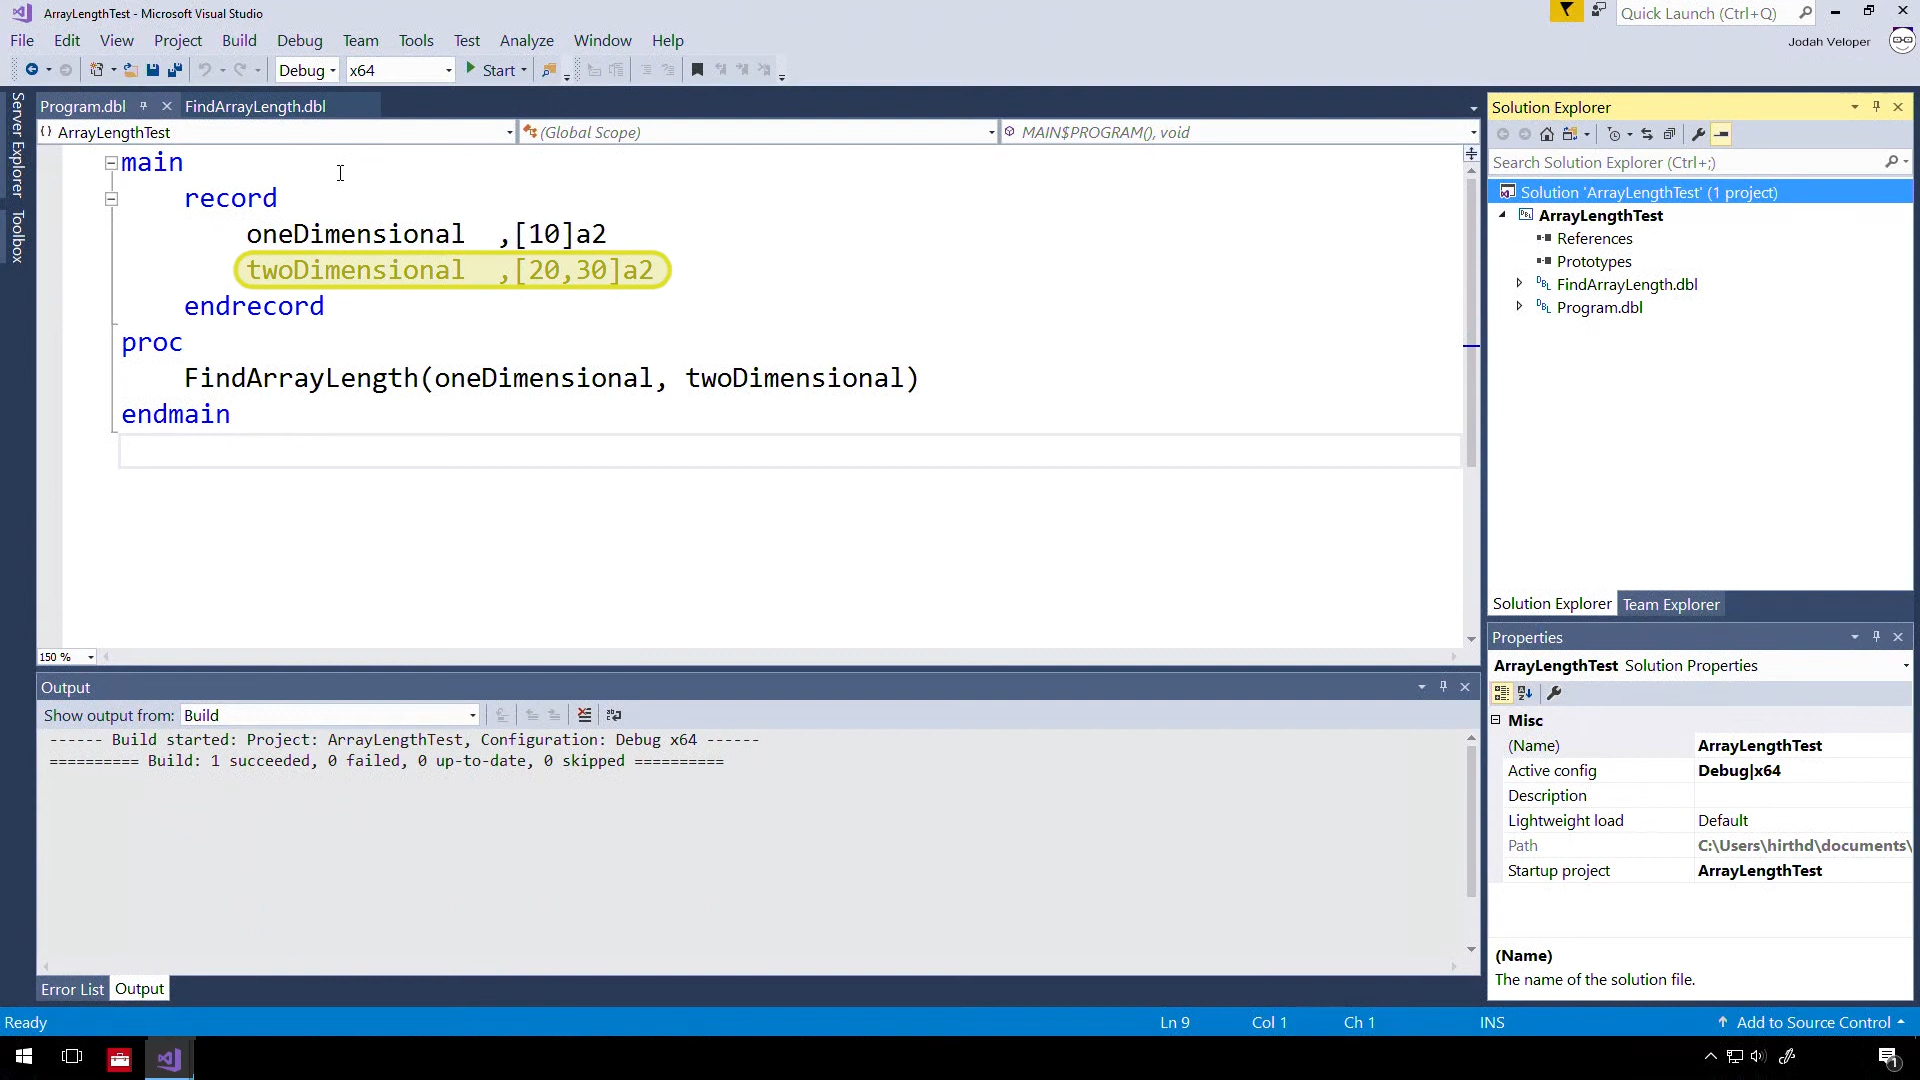 ArrayLengthTest - Microsoft Visual Studio
Quick Launch (Ctrl+Q)
File Edit View Project Build Debug Team Tools Test Analyze Window Help
Jodah Veloper
Debug x64 Start
Server Explorer
Toolbox
Program.dbl FindArrayLength.dbl
ArrayLengthTest (Global Scope) MAIN$PROGRAM(), void
main
record
oneDimensional ,[10]a2
twoDimensional ,[20,30]a2
endrecord
proc
FindArrayLength(oneDimensional, twoDimensional)
endmain
150 %
Output
Show output from: Build
------ Build started: Project: ArrayLengthTest, Configuration: Debug x64 ------
========== Build: 1 succeeded, 0 failed, 0 up-to-date, 0 skipped ==========
Error List Output
Solution Explorer
Search Solution Explorer (Ctrl+;)
Solution 'ArrayLengthTest' (1 project)
ArrayLengthTest
References
Prototypes
FindArrayLength.dbl
Program.dbl
Solution Explorer Team Explorer
Properties
ArrayLengthTest Solution Properties
Misc
(Name) ArrayLengthTest
Active config Debug|x64
Description
Lightweight load Default
Path C:\Users\hirthd\documents\
Startup project ArrayLengthTest
(Name)
The name of the solution file.
Ready Ln 9 Col 1 Ch 1 INS Add to Source Control
1